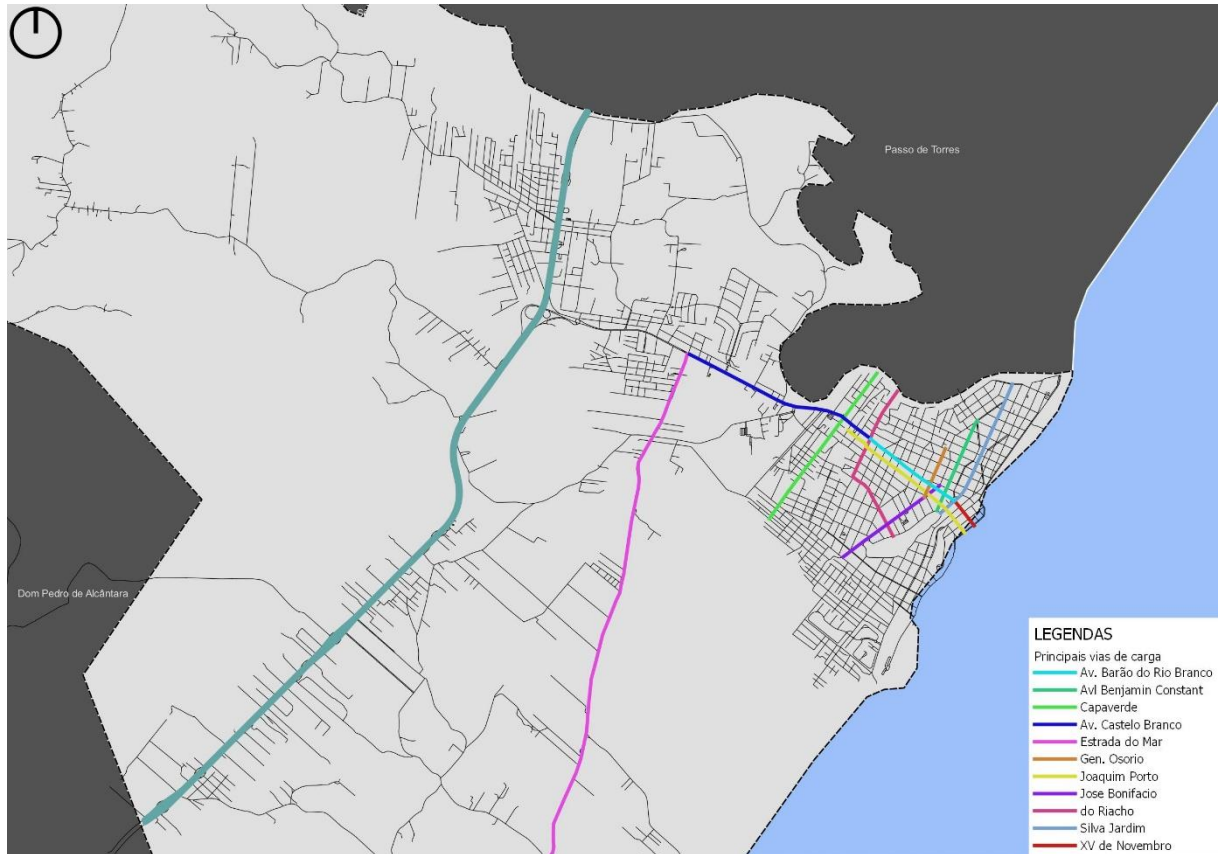 Passo de Torres
Dom Pedro de Alcântara
LEGENDAS
Principais vias de carga
Av. Barão do Rio Branco
Avl Benjamin Constant
Capaverde
Av. Castelo Branco
Estrada do Mar
Gen. Osorio
Joaquim Porto
Jose Bonifacio
do Riacho
Silva Jardim
XV de Novembro